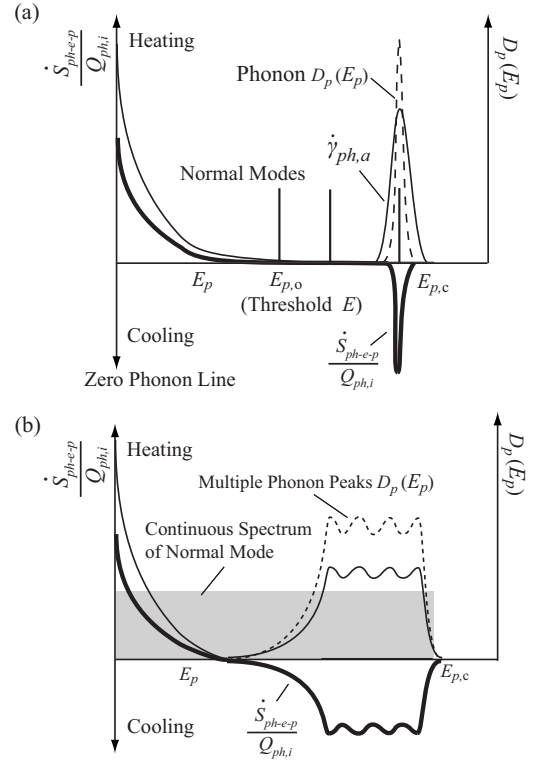 (a)
Ṡph-e-p
Qph,i
Heating
Dp(Ep)
Phonon Dp(Ep)
γ̇ph,a
Normal Modes
Ep
Ep,o
Ep,c
(Threshold E)
Cooling
Ṡph-e-p
Qph,i
Zero Phonon Line
(b)
Ṡph-e-p
Qph,i
Heating
Dp(Ep)
Multiple Phonon Peaks Dp(Ep)
Continuous Spectrum
of Normal Mode
Ep
Ep,c
Ṡph-e-p
Qph,i
Cooling